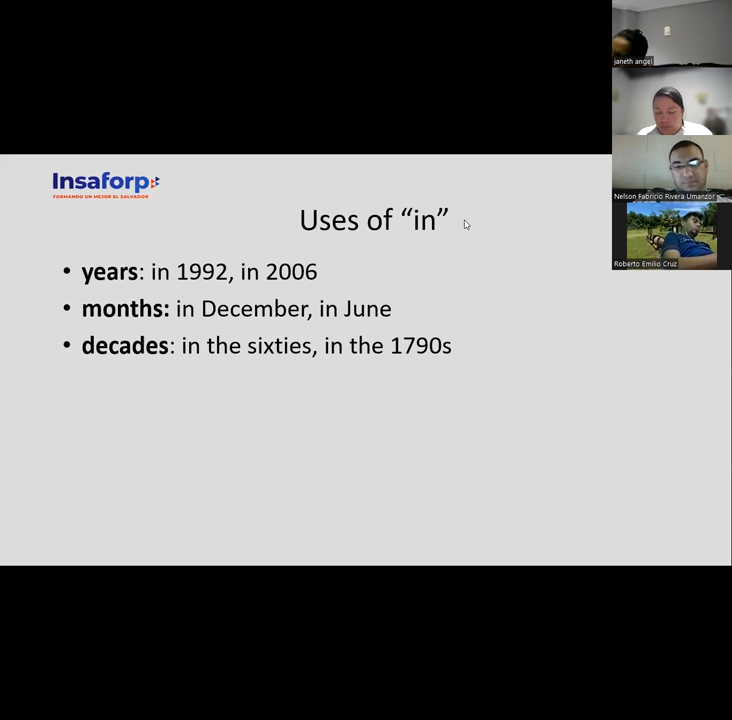 Insaforp
FORMANDO UN MEJOR EL SALVADOR
Uses of “in”
• years: in 1992, in 2006
• months: in December, in June
• decades: in the sixties, in the 1790s
janeth angel
Nelson Fabricio Rivera Umanzor
Roberto Emilio Cruz